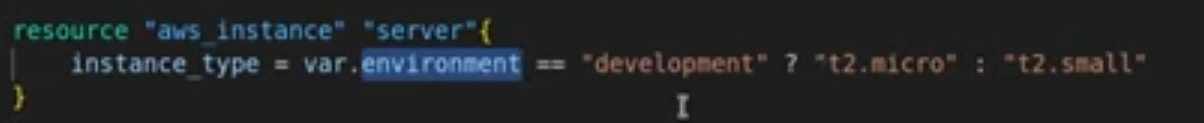 resource "aws_instance" "server"{
instance_type = var.environment == "development" ? "t2.micro" : "t2.small"
}